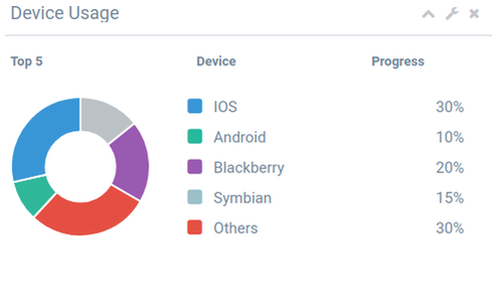 Device Usage
Top 5 Device Progress
IOS 30%
Android 10%
Blackberry 20%
Symbian 15%
Others 30%